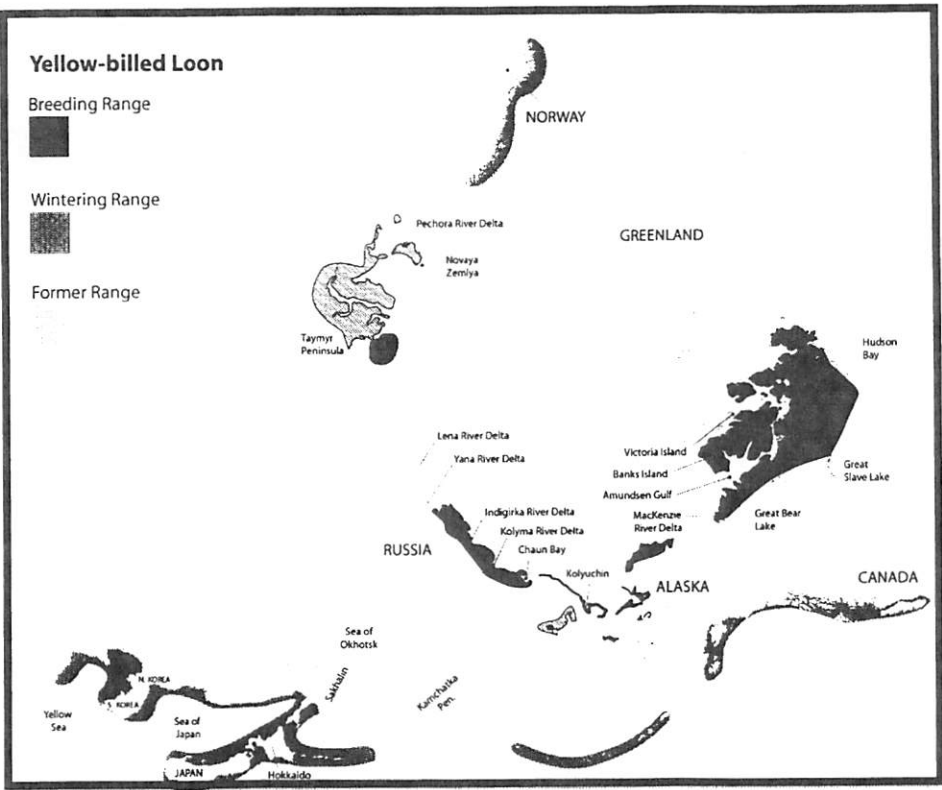 Yellow-billed Loon
Breeding Range
Wintering Range
Former Range
NORWAY
Pechora River Delta
GREENLAND
Novaya
Zemiya
Taymyr
Peninsula
Hudson
Bay
Lena River Delta
Yana River Delta
Victoria Island
Banks Island
Great
Slave Lake
Amundsen Gulf
Indigirka River Delta
MacKenzie
River Delta
Great Bear
Lake
Kolyma River Delta
RUSSIA
Chaun Bay
Kolyuchin
ALASKA
CANADA
Sea of
Okhotsk
N. KOREA
Sakhalin
Kamchatka
Pen.
S. KOREA
Yellow
Sea
Sea of
Japan
JAPAN
Hokkaido